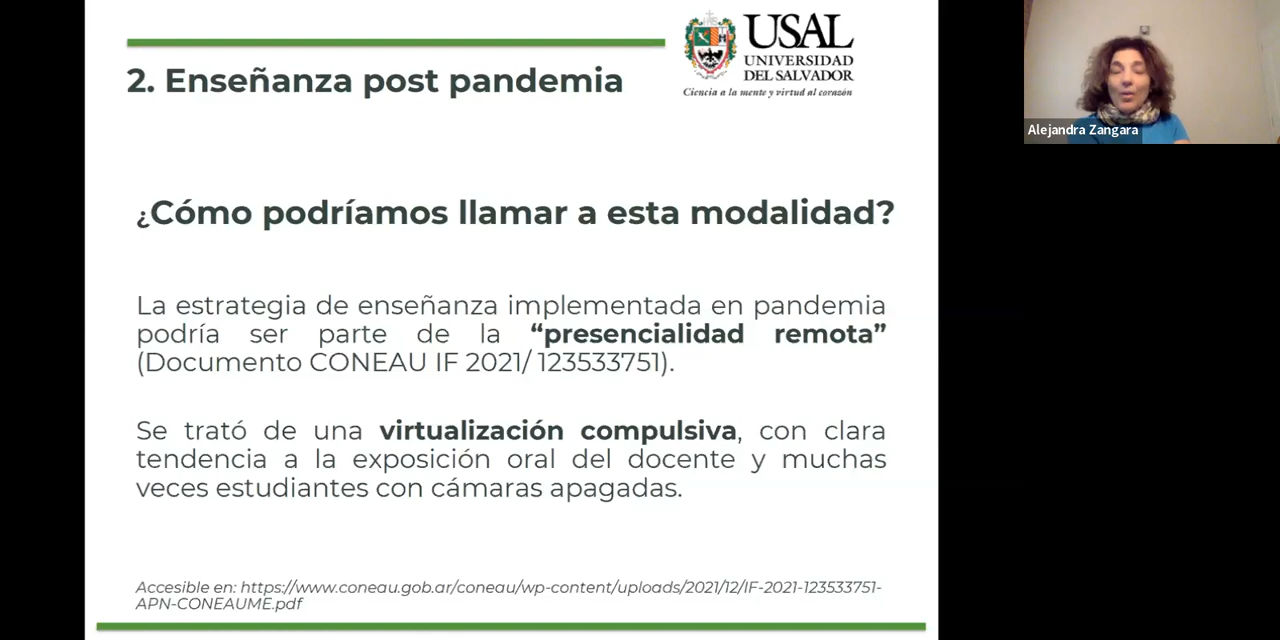 USAL
UNIVERSIDAD
DEL SALVADOR
Ciencia a la mente y virtud al corazón
2. Enseñanza post pandemia
Alejandra Zangara
¿Cómo podríamos llamar a esta modalidad?
La estrategia de enseñanza implementada en pandemia
podría ser parte de la “presencialidad remota”
(Documento CONEAU IF 2021/ 123533751).
Se trató de una virtualización compulsiva, con clara
tendencia a la exposición oral del docente y muchas
veces estudiantes con cámaras apagadas.
Accesible en: https://www.coneau.gob.ar/coneau/wp-content/uploads/2021/12/IF-2021-123533751-
APN-CONEAUME.pdf